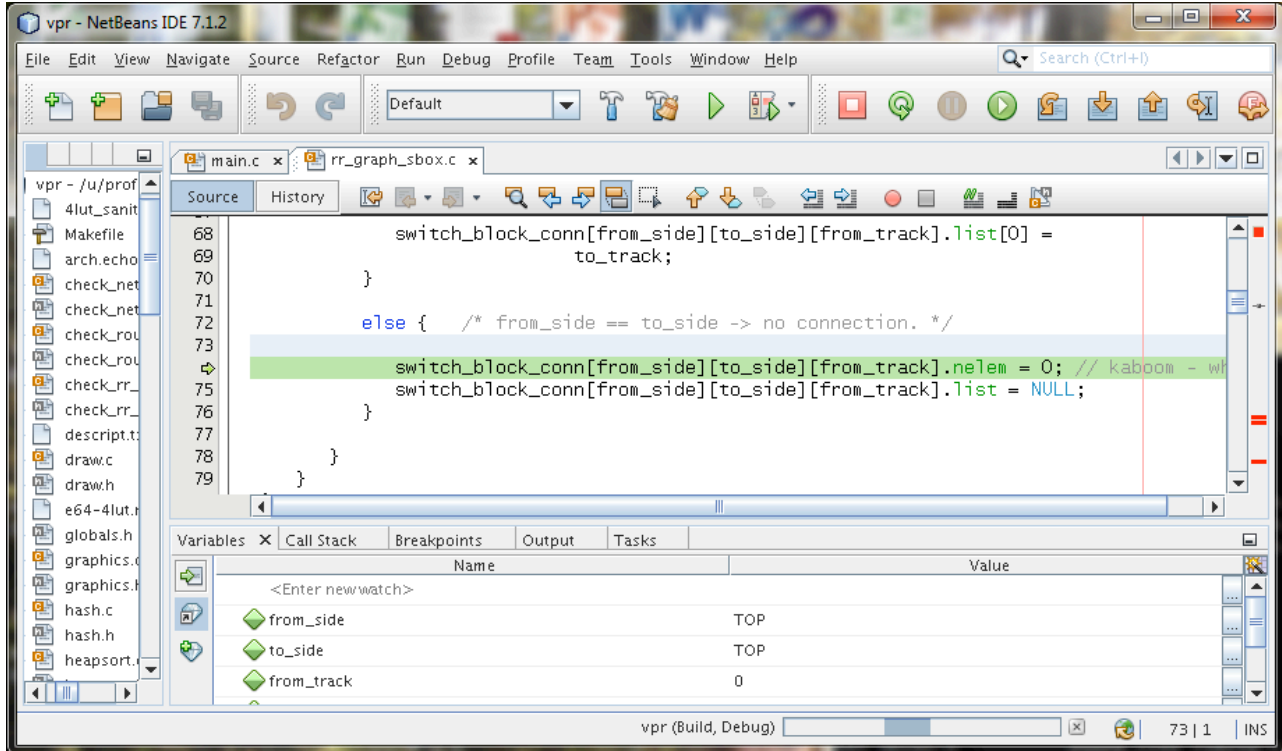 vpr - NetBeans IDE 7.1.2
File Edit View Navigate Source Refactor Run Debug Profile Team Tools Window Help
Search (Ctrl+I)
Default
main.c x rr_graph_sbox.c x
vpr - /u/prof
4lut_sanit
Makefile
arch.echo
check_net
check_net
check_rou
check_rou
check_rr_
check_rr_
descript.t
draw.c
draw.h
e64-4lut.
globals.h
graphics.
graphics.
hash.c
hash.h
heapsort.
Source History
68 switch_block_conn[from_side][to_side][from_track].list[0] =
69 to_track;
70 }
71
72 else { /* from_side == to_side -> no connection. */
73
switch_block_conn[from_side][to_side][from_track].nelem = 0; // kaboom - wh
75 switch_block_conn[from_side][to_side][from_track].list = NULL;
76 }
77
78 }
79 }
Variables X Call Stack Breakpoints Output Tasks
Name Value
<Enter new watch>
from_side TOP
to_side TOP
from_track 0
vpr (Build, Debug) 73 | 1 INS